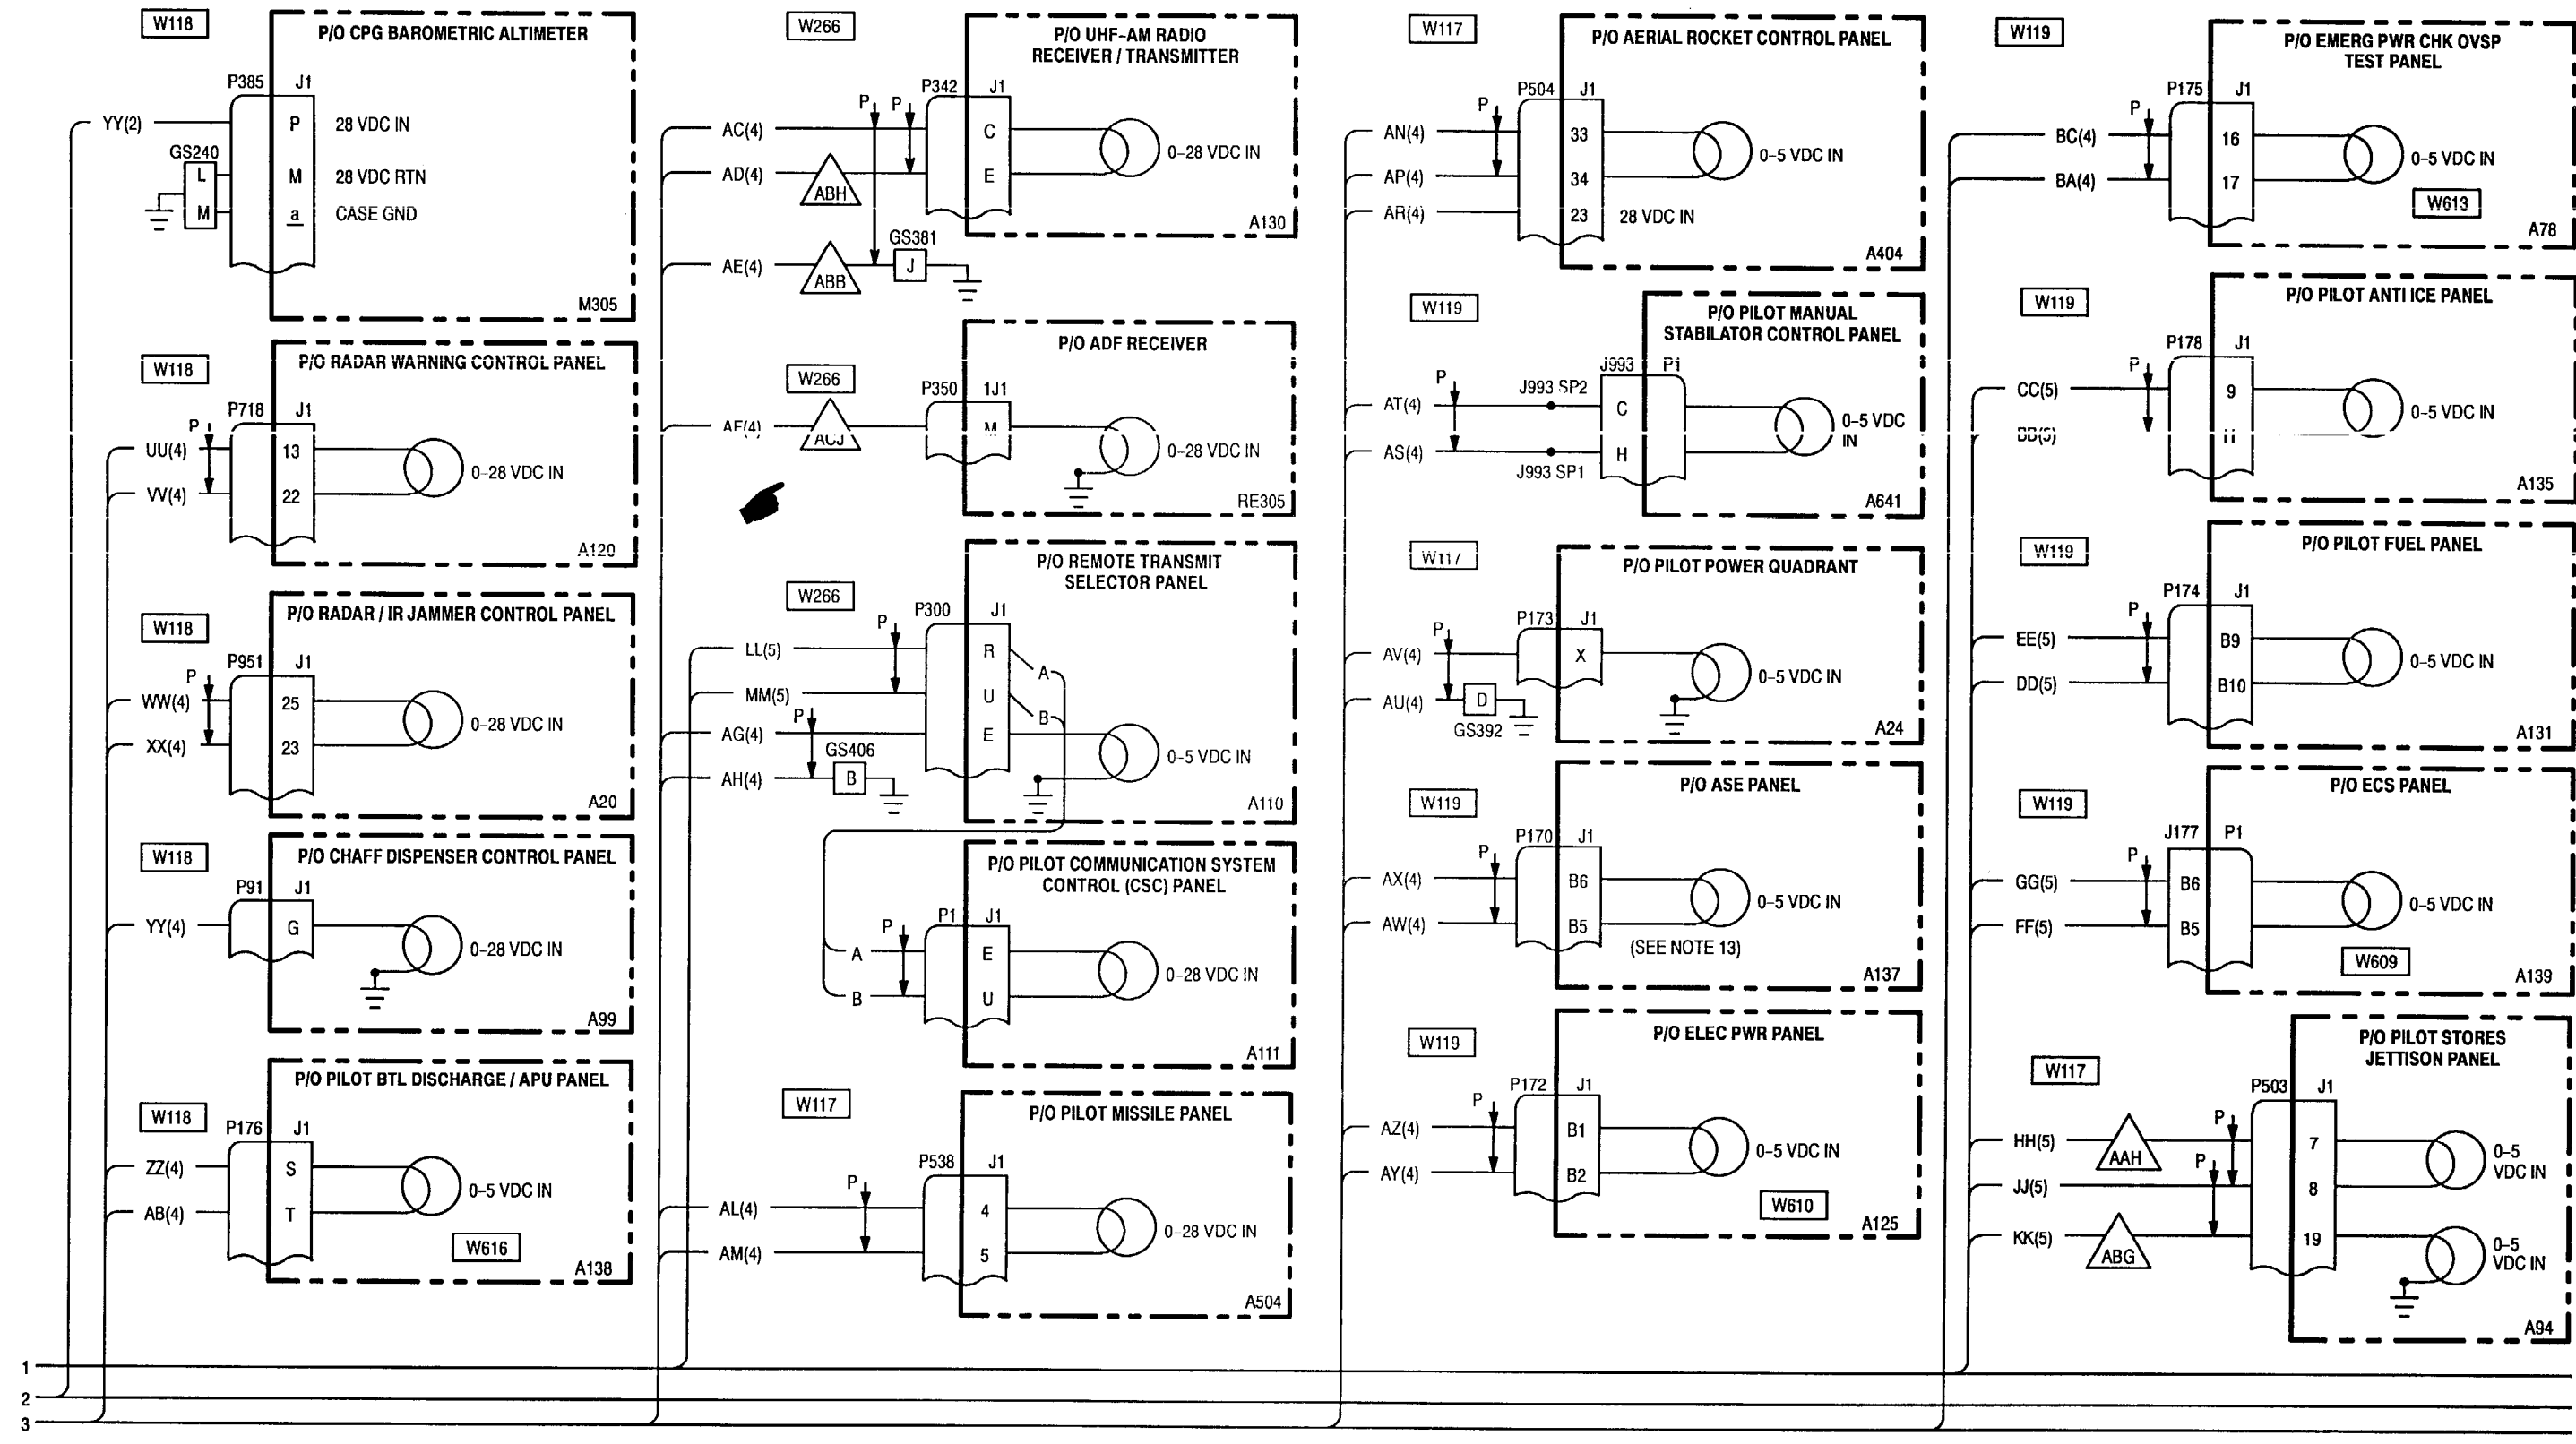 W118
P/O CPG BAROMETRIC ALTIMETER
P385 J1
YY(2) P 28 VDC IN
GS240
L M 28 VDC RTN
M a CASE GND
M305
W118
P/O RADAR WARNING CONTROL PANEL
P718 J1
P
UU(4) 13
0-28 VDC IN
VV(4) 22
A120
W118
P/O RADAR / IR JAMMER CONTROL PANEL
P951 J1
P
WW(4) 25
0-28 VDC IN
XX(4) 23
A20
W118
P/O CHAFF DISPENSER CONTROL PANEL
P91 J1
YY(4) G
0-28 VDC IN
A99
W118
P/O PILOT BTL DISCHARGE / APU PANEL
P176 J1
ZZ(4) S
0-5 VDC IN
AB(4) T
W616
A138
W266
P/O UHF-AM RADIO
RECEIVER / TRANSMITTER
P342 J1
P P
AC(4) C
0-28 VDC IN
AD(4) ABH E
A130
GS381
AE(4) ABB J
W266
P/O ADF RECEIVER
P350 1J1
ACJ M
0-28 VDC IN
RE305
W266
P/O REMOTE TRANSMIT
SELECTOR PANEL
P300 J1
P
LL(5) R A
MM(5) U B
P
AG(4) E
0-5 VDC IN
GS406
AH(4) B
A110
P/O PILOT COMMUNICATION SYSTEM
CONTROL (CSC) PANEL
P1 J1
P
A E
0-28 VDC IN
B U
A111
W117
P/O PILOT MISSILE PANEL
P538 J1
P
AL(4) 4
0-28 VDC IN
AM(4) 5
A504
W117
P/O AERIAL ROCKET CONTROL PANEL
P504 J1
P
AN(4) 33
0-5 VDC IN
AP(4) 34
AR(4) 23 28 VDC IN
A404
W119
P/O PILOT MANUAL
STABILATOR CONTROL PANEL
J993 P1
P
J993 SP2
AT(4) C
0-5 VDC
IN
AS(4) H
J993 SP1
A641
W117
P/O PILOT POWER QUADRANT
P173 J1
P
AV(4) X
0-5 VDC IN
AU(4) D
GS392
A24
W119
P/O ASE PANEL
P170 J1
P
AX(4) B6
0-5 VDC IN
AW(4) B5
(SEE NOTE 13)
A137
W119
P/O ELEC PWR PANEL
P172 J1
P
AZ(4) B1
0-5 VDC IN
AY(4) B2
W610
A125
W119
P/O EMERG PWR CHK OVSP
TEST PANEL
P175 J1
P
BC(4) 16
0-5 VDC IN
BA(4) 17
W613
A78
W119
P/O PILOT ANTI ICE PANEL
P178 J1
P
CC(5) 9
0-5 VDC IN
A135
W119
P/O PILOT FUEL PANEL
P174 J1
P
EE(5) B9
0-5 VDC IN
DD(5) B10
A131
W119
P/O ECS PANEL
J177 P1
P
GG(5) B6
0-5 VDC IN
FF(5) B5
W609
A139
W117
P/O PILOT STORES
JETTISON PANEL
P503 J1
P
HH(5) AAH 7
0-5
VDC IN
P
JJ(5) 8
KK(5) ABG 19
0-5
VDC IN
A94
1
2
3